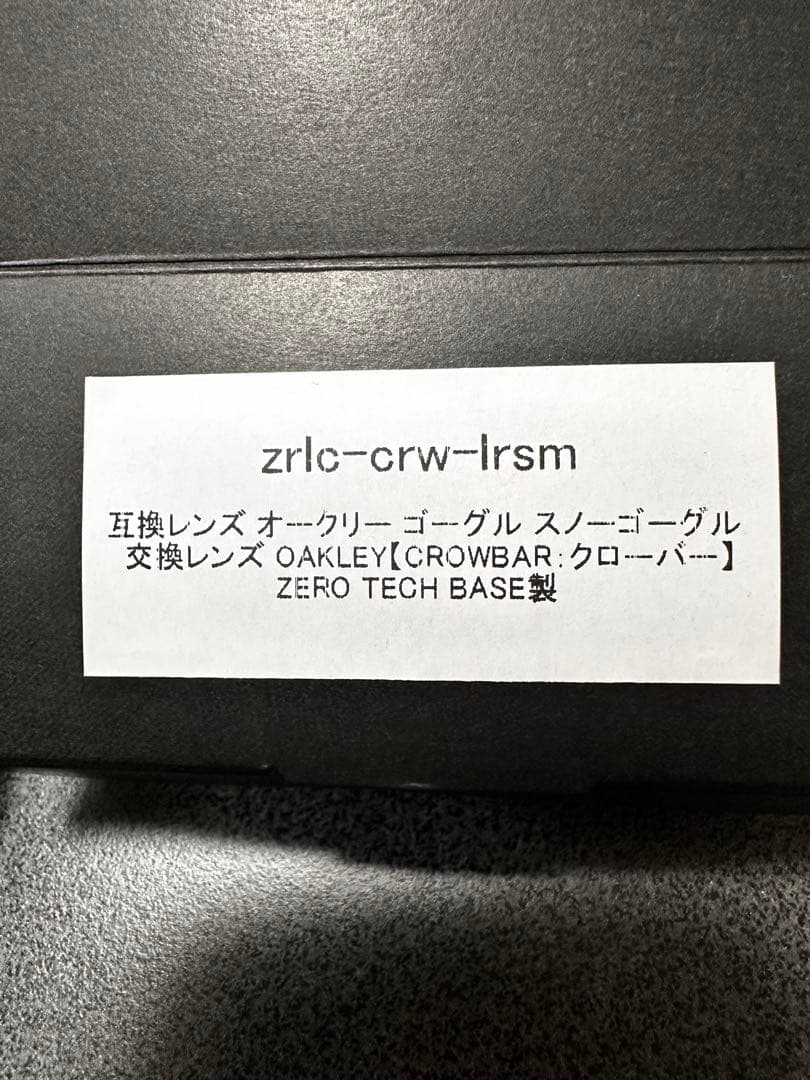 zrlc-crw-lrsm
互換レンズ オークリー ゴーグル スノーゴーグル
交換レンズ OAKLEY【CROWBAR：クローバー】
ZERO TECH BASE製